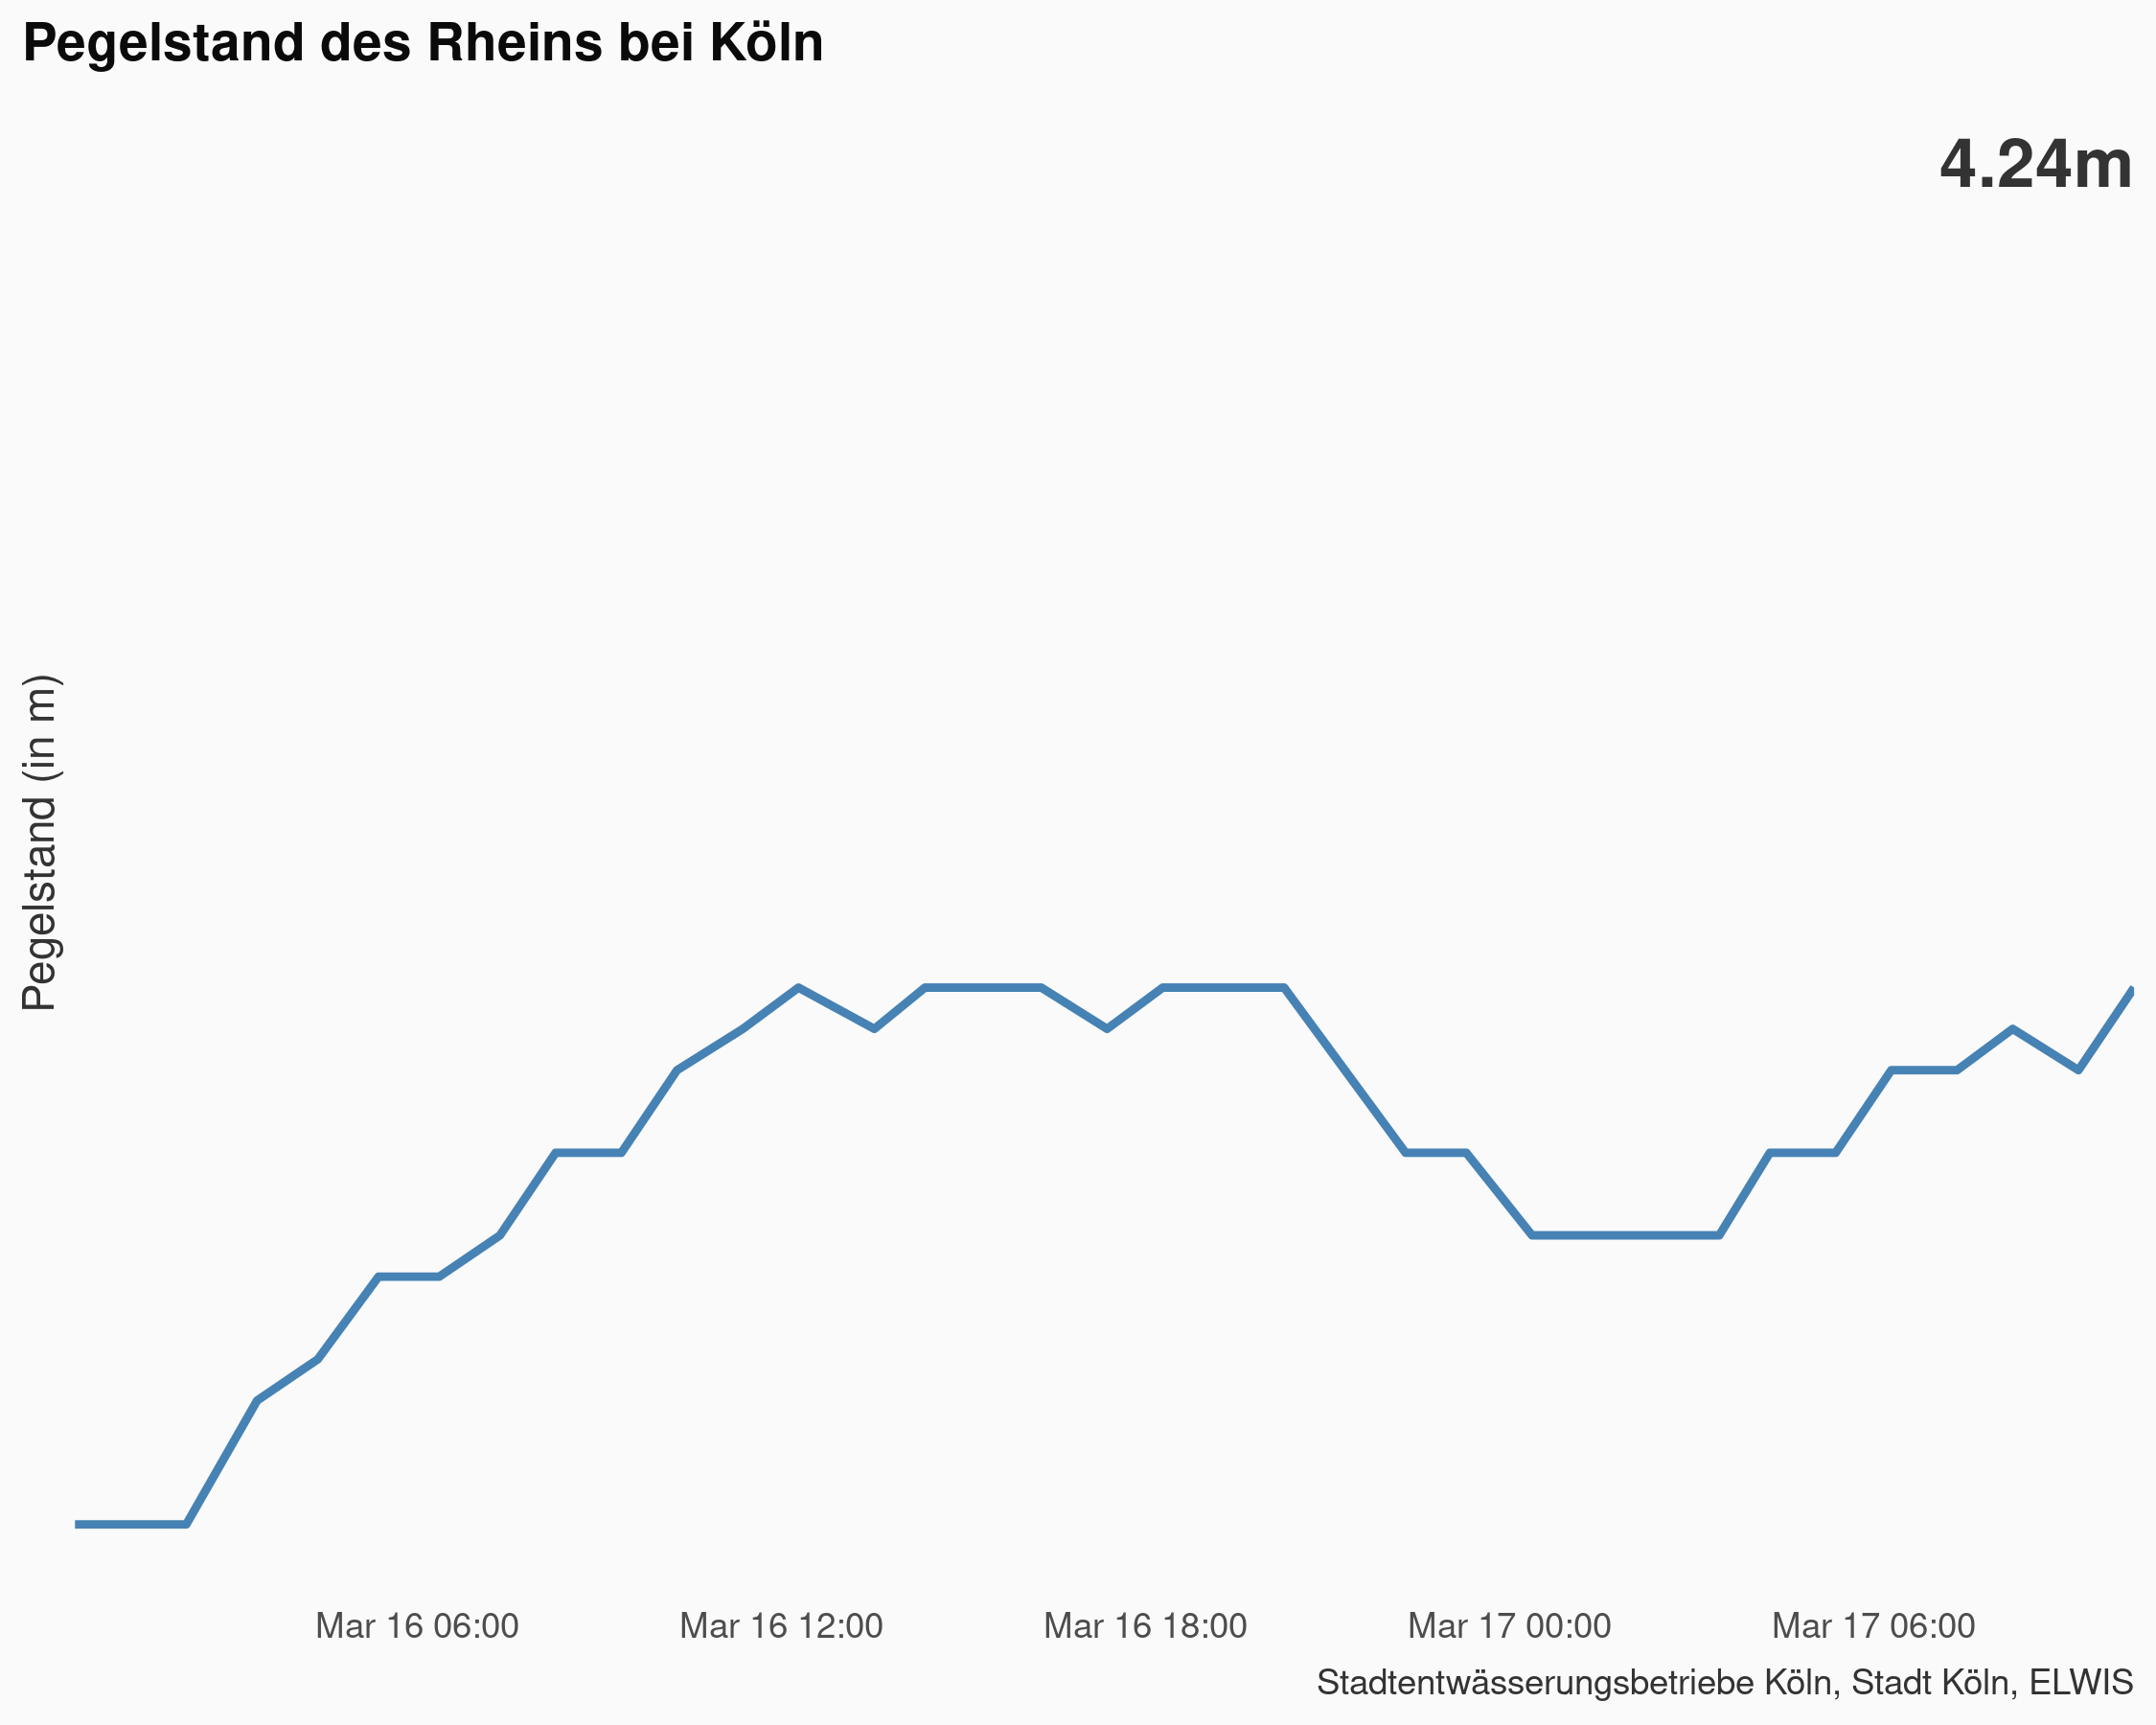 Pegelstand des Rheins bei Köln
4.24m
Pegelstand (in m)
Mar 16 06:00 Mar 16 12:00 Mar 16 18:00 Mar 17 00:00 Mar 17 06:00
Stadtentwässerungsbetriebe Köln, Stadt Köln, ELWIS